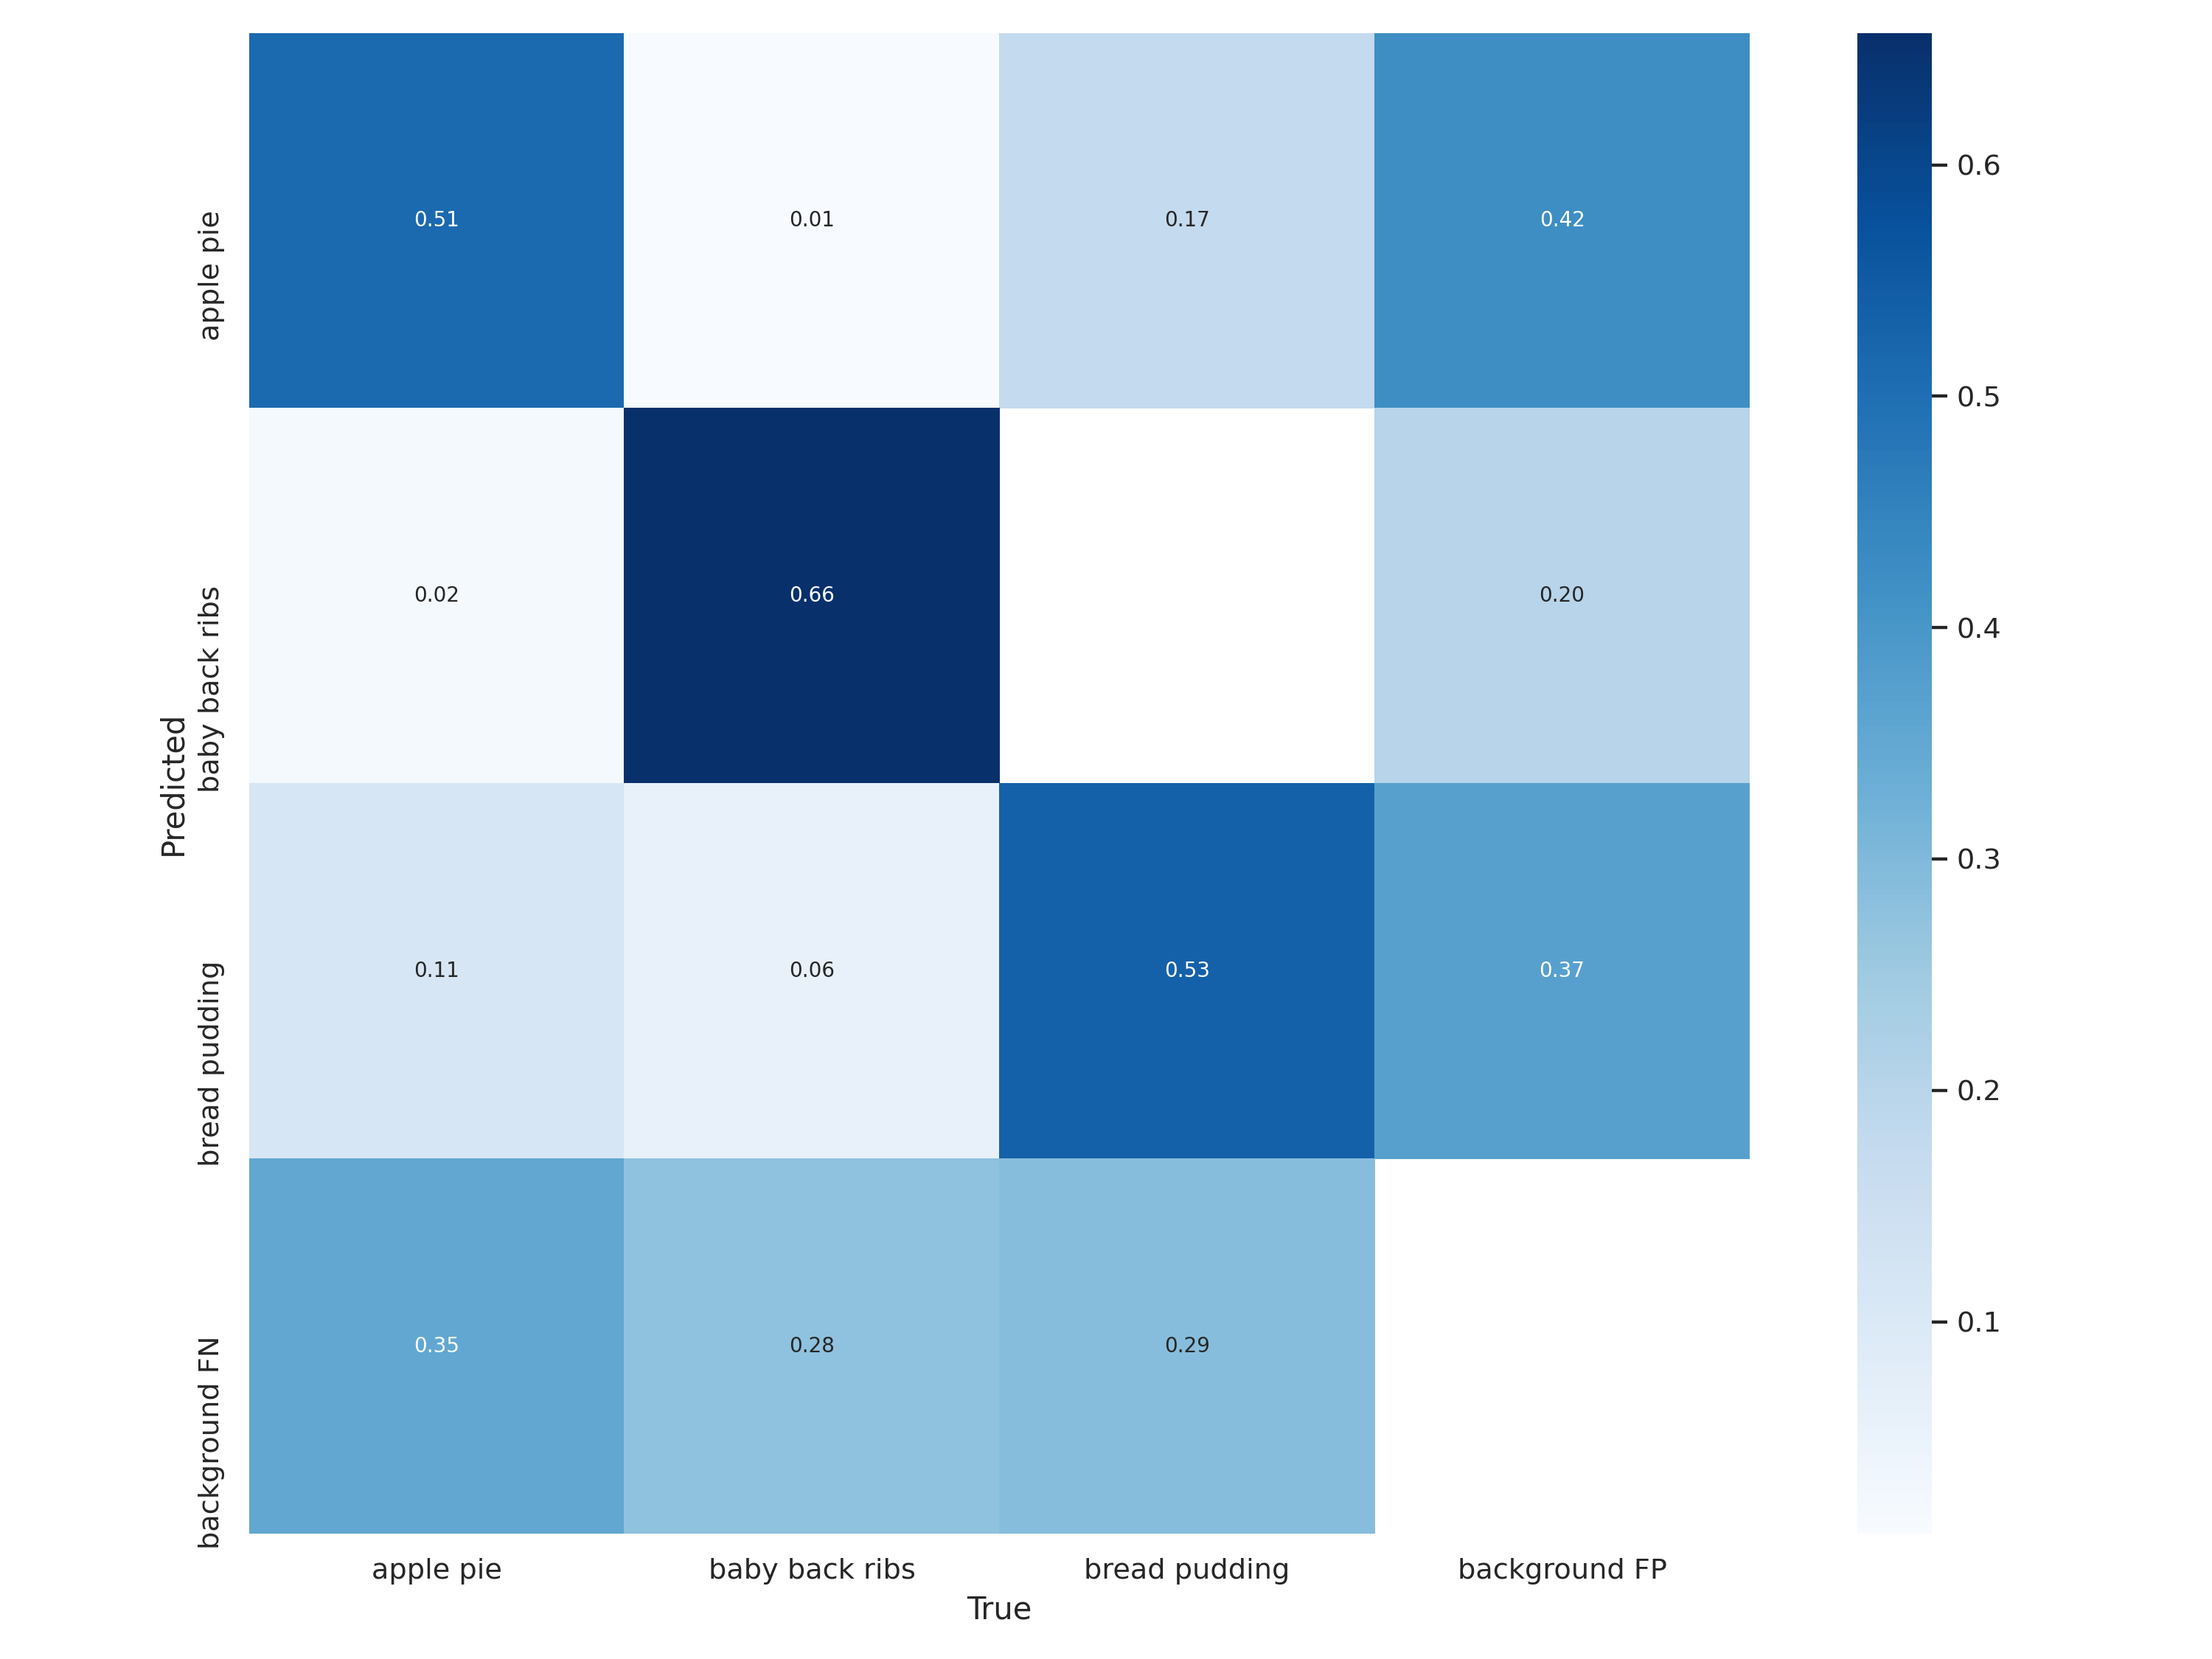 apple pie
0.51 0.01 0.17 0.42
baby back ribs
0.02 0.66 0.20
bread pudding
0.11 0.06 0.53 0.37
background FN
0.35 0.28 0.29
Predicted
apple pie baby back ribs bread pudding background FP
True
0.6
0.5
0.4
0.3
0.2
0.1